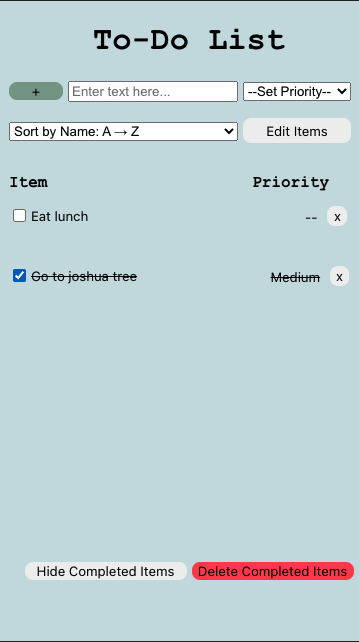 To-Do List
+ Enter text here... --Set Priority--
Sort by Name: A → Z Edit Items
Item Priority
Eat lunch -- x
Go to joshua tree Medium x
Hide Completed Items Delete Completed Items